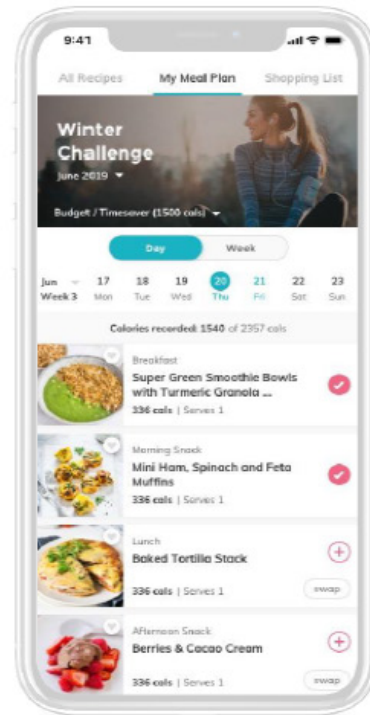 9:41
All Recipes My Meal Plan Shopping List
Winter
Challenge
June 2019
Budget / Timesaver (1500 cals)
Day Week
Jun 17 18 19 20 21 22 23
Week 3 Mon Tue Wed Thu Fri Sat Sun
Calories recorded: 1540 of 2357 cals
Breakfast
Super Green Smoothie Bowls
with Turmeric Granola ...
336 cals | Serves 1
Morning Snack
Mini Ham, Spinach and Feta
Muffins
336 cals | Serves 1
Lunch
Baked Tortilla Stack
336 cals | Serves 1 swap
Afternoon Snack
Berries & Cacao Cream
336 cals | Serves 1 swap